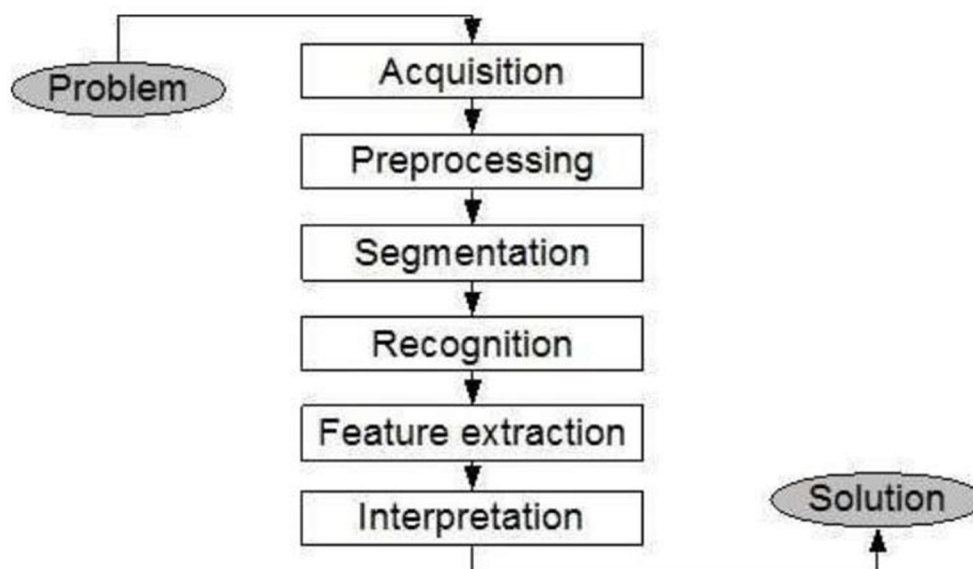 Problem
Acquisition
Preprocessing
Segmentation
Recognition
Feature extraction
Interpretation
Solution